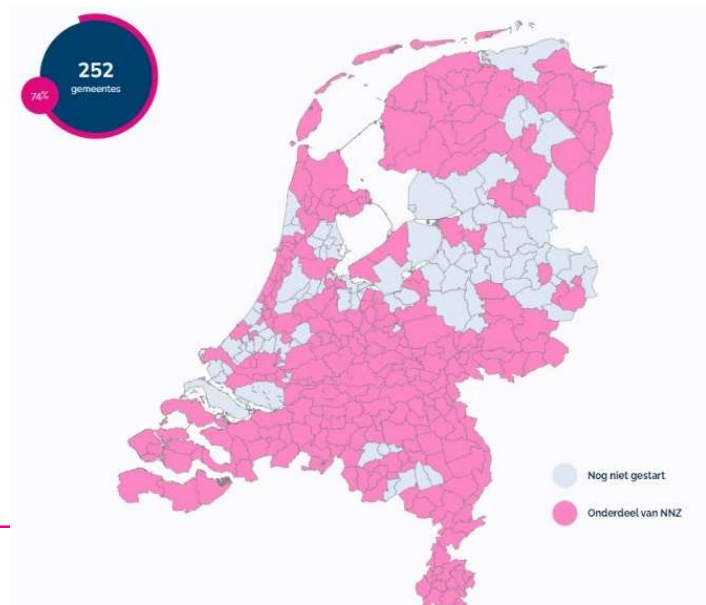 252
gemeentes
74%
Nog niet gestart
Onderdeel van NNZ